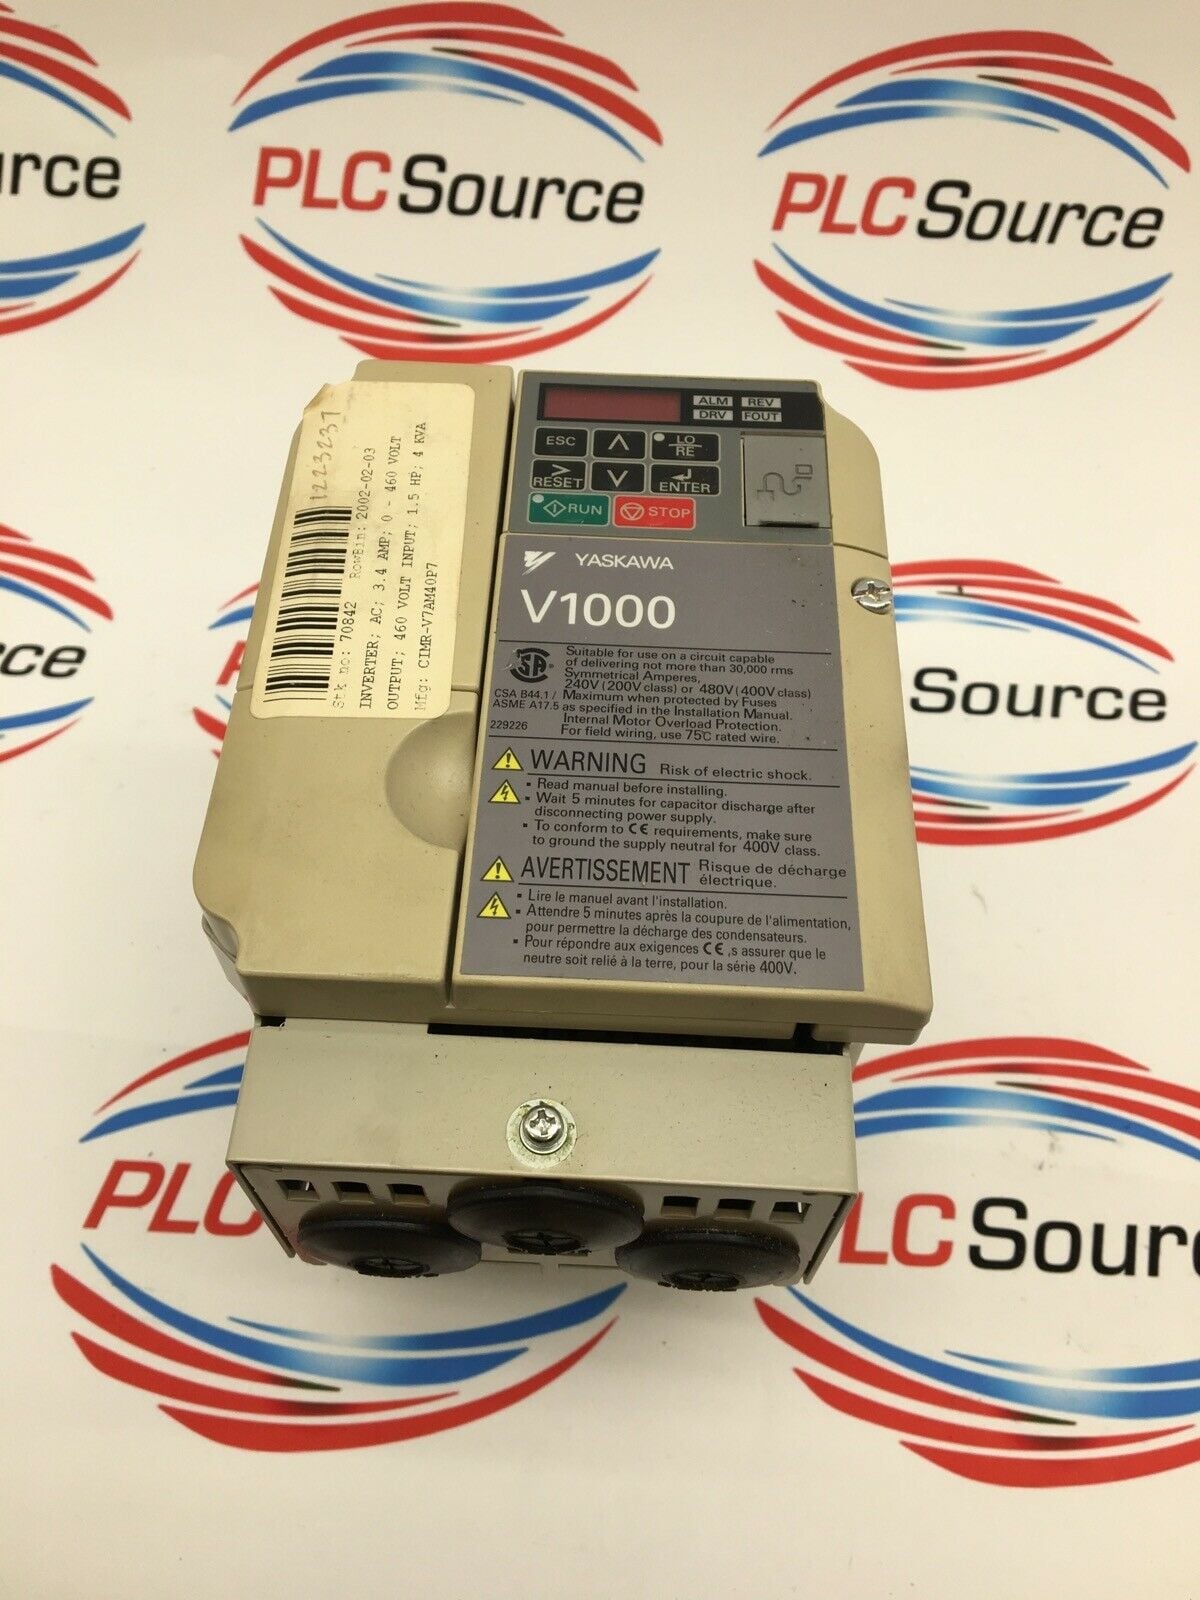 urce
PLC Source
PLC Source
1223237
Stk no: 70842 RowBin: 2002-02-03
INVERTER; AC; 3.4 AMP; 0 - 460 VOLT
OUTPUT; 460 VOLT INPUT; 1.5 HP; 4 KVA
Mfg: CIMR-V7AM40P7
ALM REV
DRV FOUT
ESC
LO
RE
>
RESET
ENTER
RUN
STOP
YASKAWA
V1000
Suitable for use on a circuit capable
of delivering not more than 30,000 rms
Symmetrical Amperes,
240V (200V class) or 480V (400V class)
Maximum when protected by Fuses
as specified in the Installation Manual.
Internal Motor Overload Protection.
For field wiring, use 75℃ rated wire.
CSA B44.1 /
ASME A17.5
229226
WARNING Risk of electric shock.
• Read manual before installing.
• Wait 5 minutes for capacitor discharge after
disconnecting power supply.
• To conform to CE requirements, make sure
to ground the supply neutral for 400V class.
AVERTISSEMENT Risque de décharge
électrique.
• Lire le manuel avant l'installation.
• Attendre 5 minutes après la coupure de l'alimentation,
pour permettre la décharge des condensateurs.
• Pour répondre aux exigences CE ,s assurer que le
neutre soit relié à la terre, pour la série 400V.
Source
Source
PLC
LC Sour